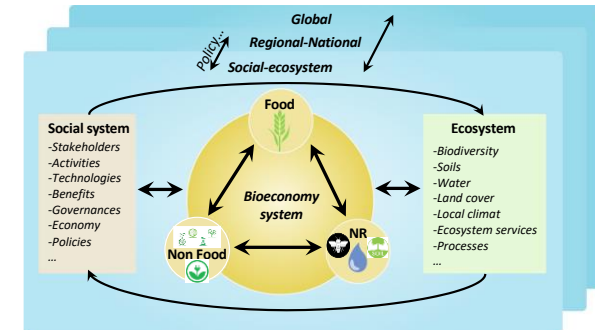 Global
Regional-National
Policy...
Social-ecosystem
Social system
-Stakeholders
-Activities
-Technologies
-Benefits
-Governances
-Economy
-Policies
...
Food
Bioeconomy
system
Non Food
NR
Ecosystem
-Biodiversity
-Soils
-Water
-Land cover
-Local climat
-Ecosystem services
-Processes
...